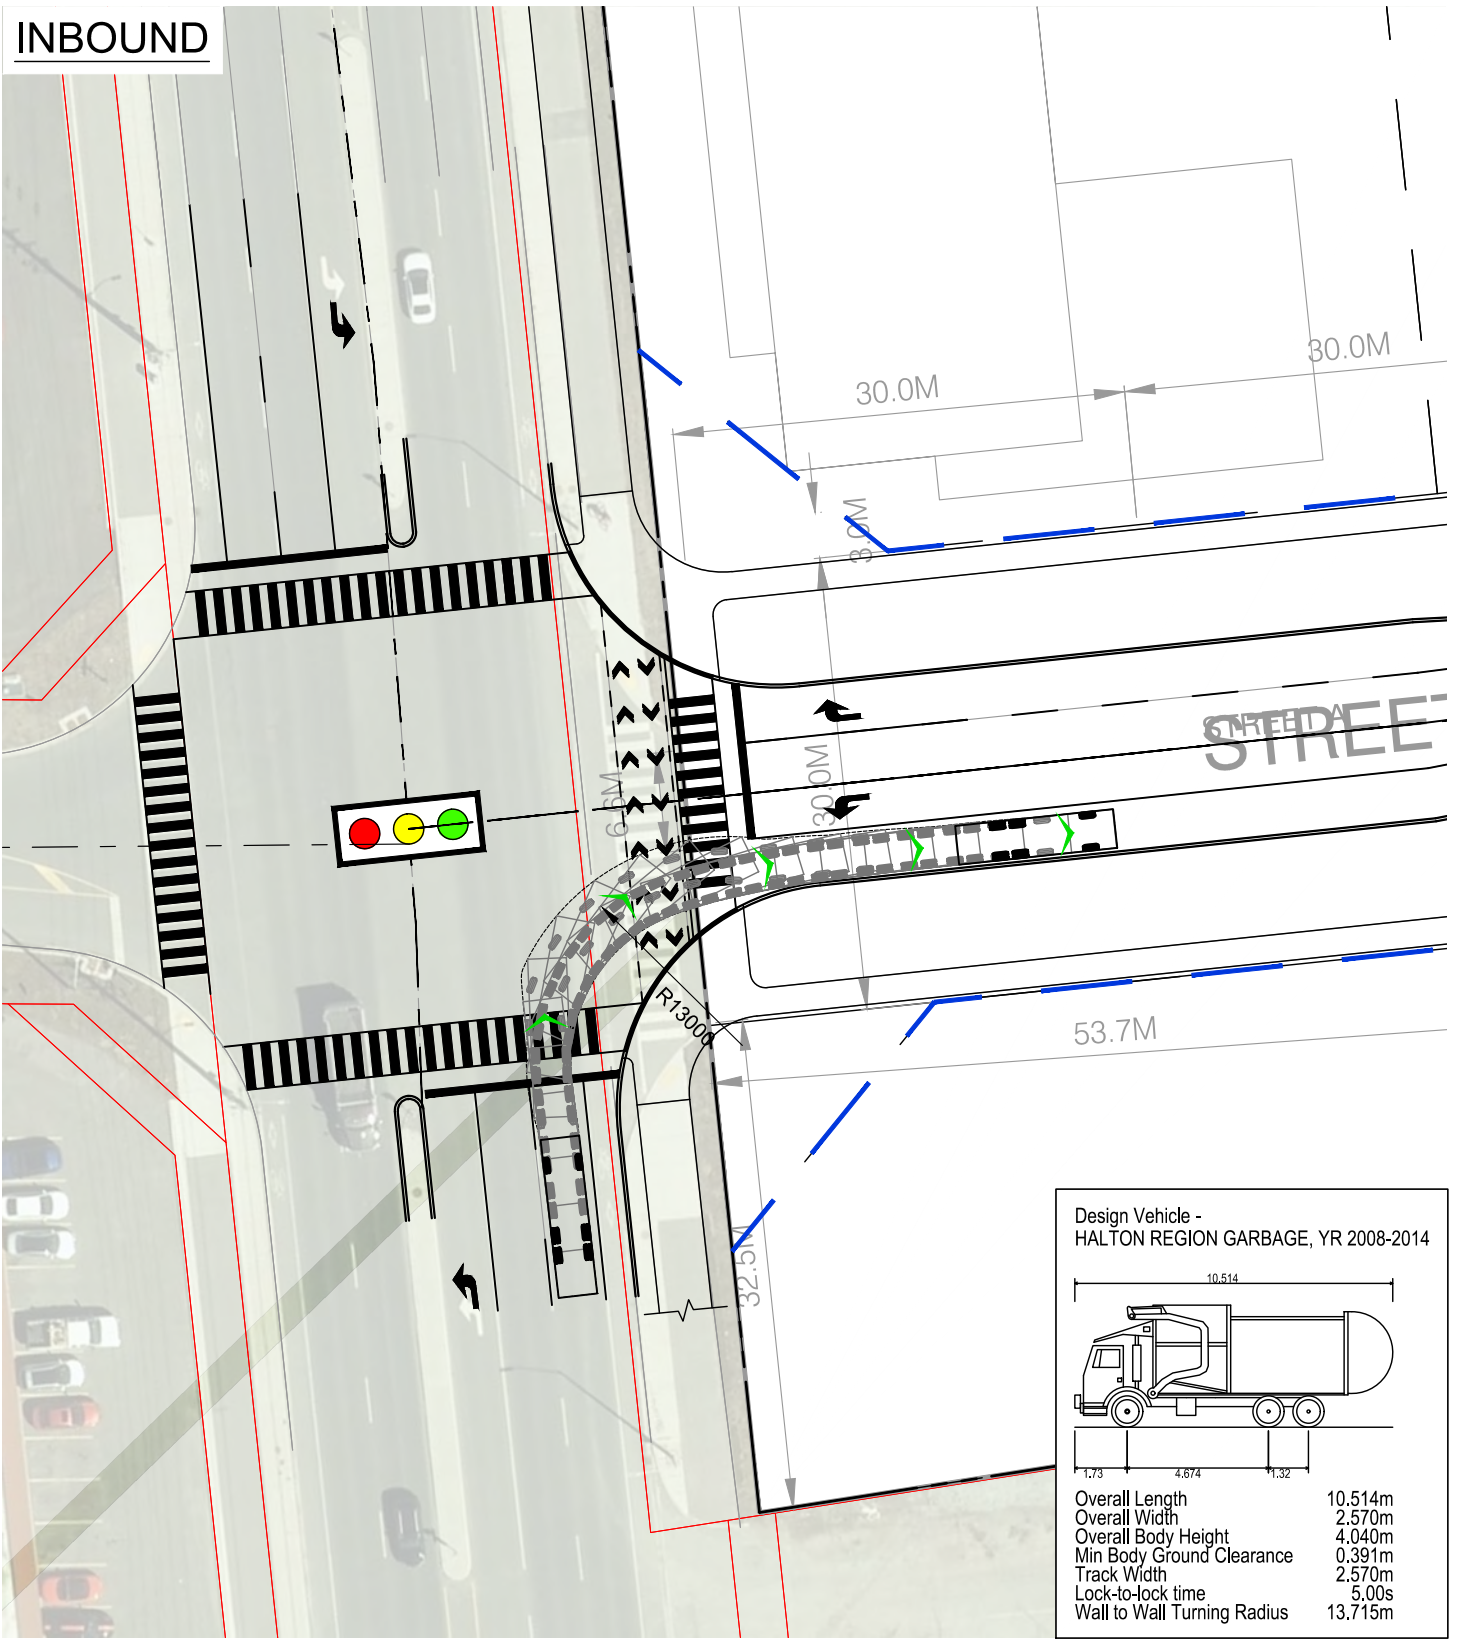 INBOUND
30.0M
30.0M
3.0M
STREET A
STREET
30.0M
6.6M
R13000
53.7M
32.5M
Design Vehicle -
HALTON REGION GARBAGE, YR 2008-2014
10.514
1.73 4.674 1.32
Overall Length 10.514m
Overall Width 2.570m
Overall Body Height 4.040m
Min Body Ground Clearance 0.391m
Track Width 2.570m
Lock-to-lock time 5.00s
Wall to Wall Turning Radius 13.715m